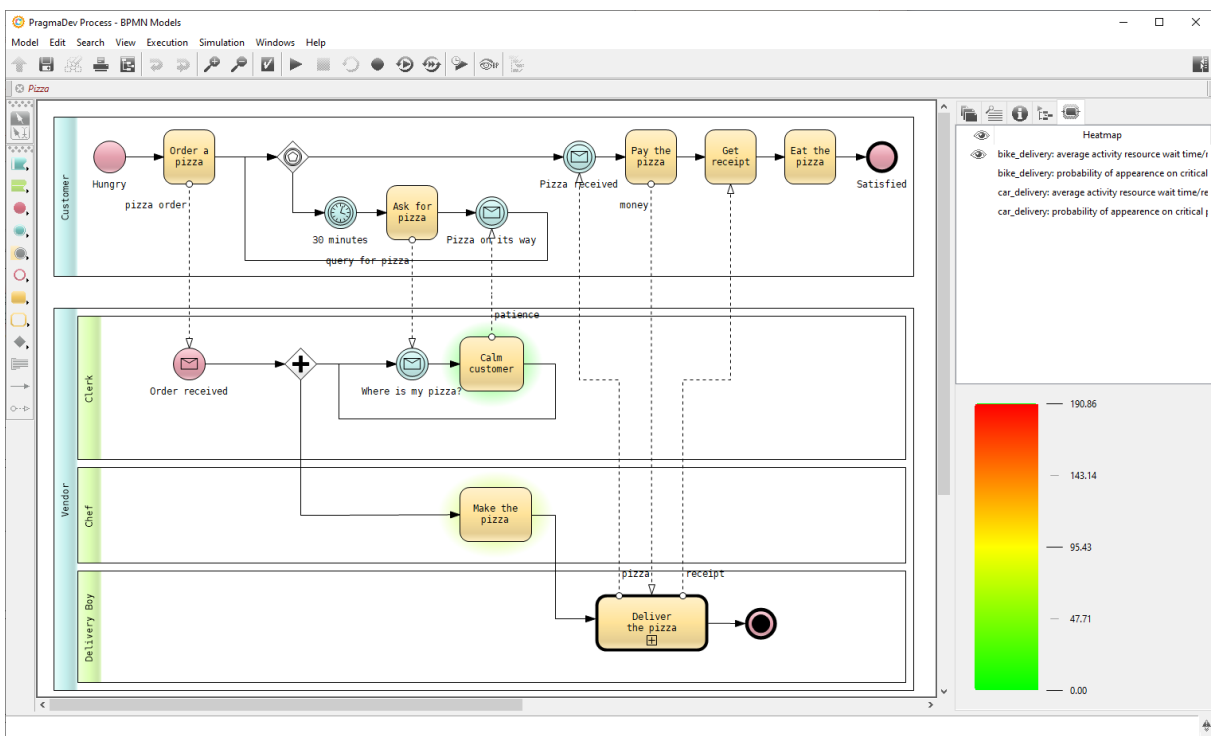 PragmaDev Process - BPMN Models
Model Edit Search View Execution Simulation Windows Help
Pizza
Customer
Hungry
Order a
pizza
pizza order
30 minutes
Ask for
pizza
query for pizza
Pizza on its way
Pizza received
Pay the
pizza
money
Get
receipt
Eat the
pizza
Satisfied
Vendor
Clerk
Order received
Where is my pizza?
patience
Calm
customer
Chef
Make the
pizza
Delivery Boy
pizza
receipt
Deliver
the pizza
Heatmap
bike_delivery: average activity resource wait time/r
bike_delivery: probability of appearence on critical
car_delivery: average activity resource wait time/re
car_delivery: probability of appearence on critical p
190.86
143.14
95.43
47.71
0.00